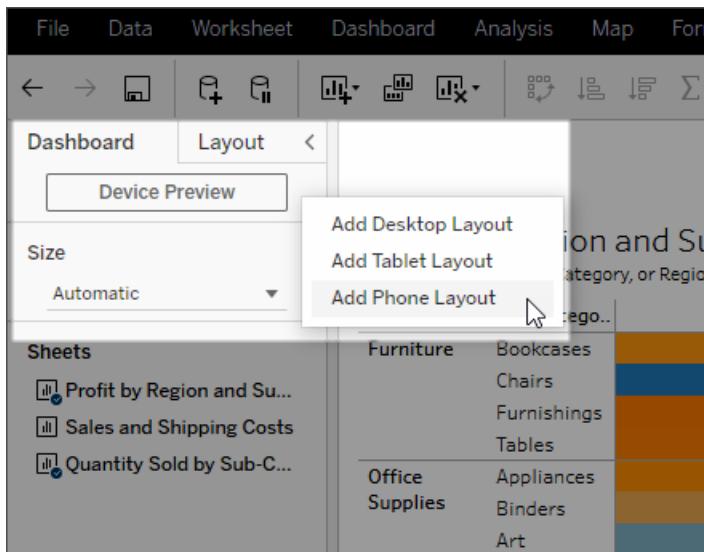 File Data Worksheet Dashboard Analysis Map
Dashboard Layout
Device Preview
Add Desktop Layout
Size
ion and Su
Add Tablet Layout
ategory, or Regio
Automatic
Add Phone Layout
tego..
Sheets
Furniture Bookcases
Profit by Region and Su...
Chairs
Sales and Shipping Costs
Furnishings
Tables
Quantity Sold by Sub-C...
Office Supplies
Appliances
Binders
Art